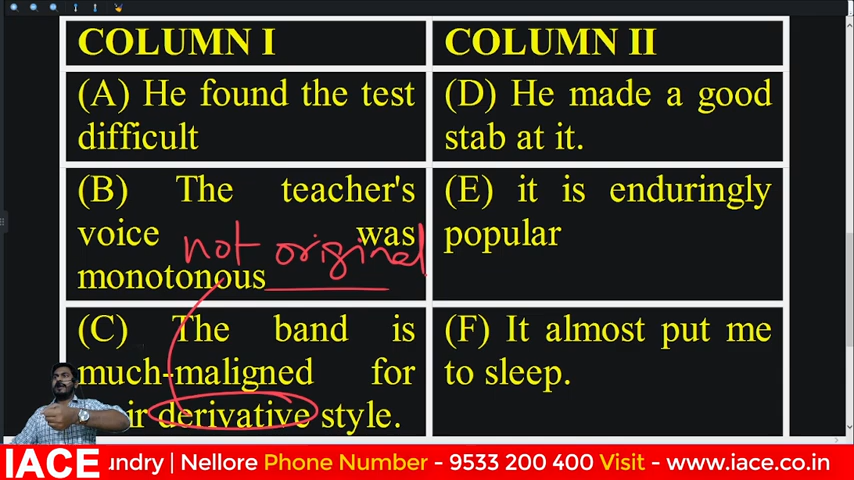 COLUMN I
COLUMN II
(A) He found the test
difficult
(D) He made a good
stab at it.
(B) The teacher's
voice was
monotonous
not original
(E) it is enduringly
popular
(C) The band is
much-maligned for
ir derivative style.
(F) It almost put me
to sleep.
IACE undry | Nellore Phone Number - 9533 200 400 Visit - www.iace.co.in